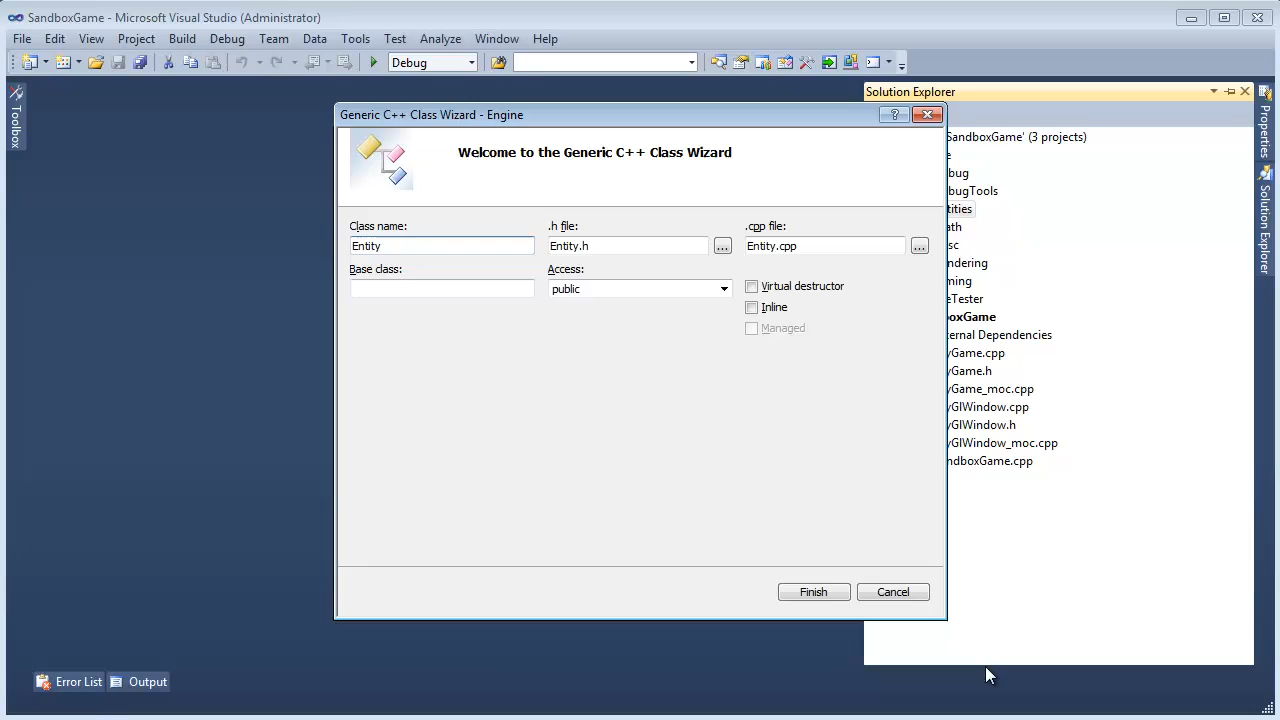 SandboxGame - Microsoft Visual Studio (Administrator)
File Edit View Project Build Debug Team Data Tools Test Analyze Window Help
Debug
Toolbox
Solution Explorer
Properties
Solution Explorer
Generic C++ Class Wizard - Engine
Welcome to the Generic C++ Class Wizard
Class name: .h file: .cpp file:
Entity Entity.h ... Entity.cpp ...
Base class: Access:
public
Virtual destructor
Inline
Managed
Finish Cancel
SandboxGame' (3 projects)
e
bug
bugTools
tities
ath
sc
ndering
ming
eTester
oxGame
ernal Dependencies
yGame.cpp
yGame.h
yGame_moc.cpp
yGlWindow.cpp
yGlWindow.h
yGlWindow_moc.cpp
ndboxGame.cpp
Error List Output